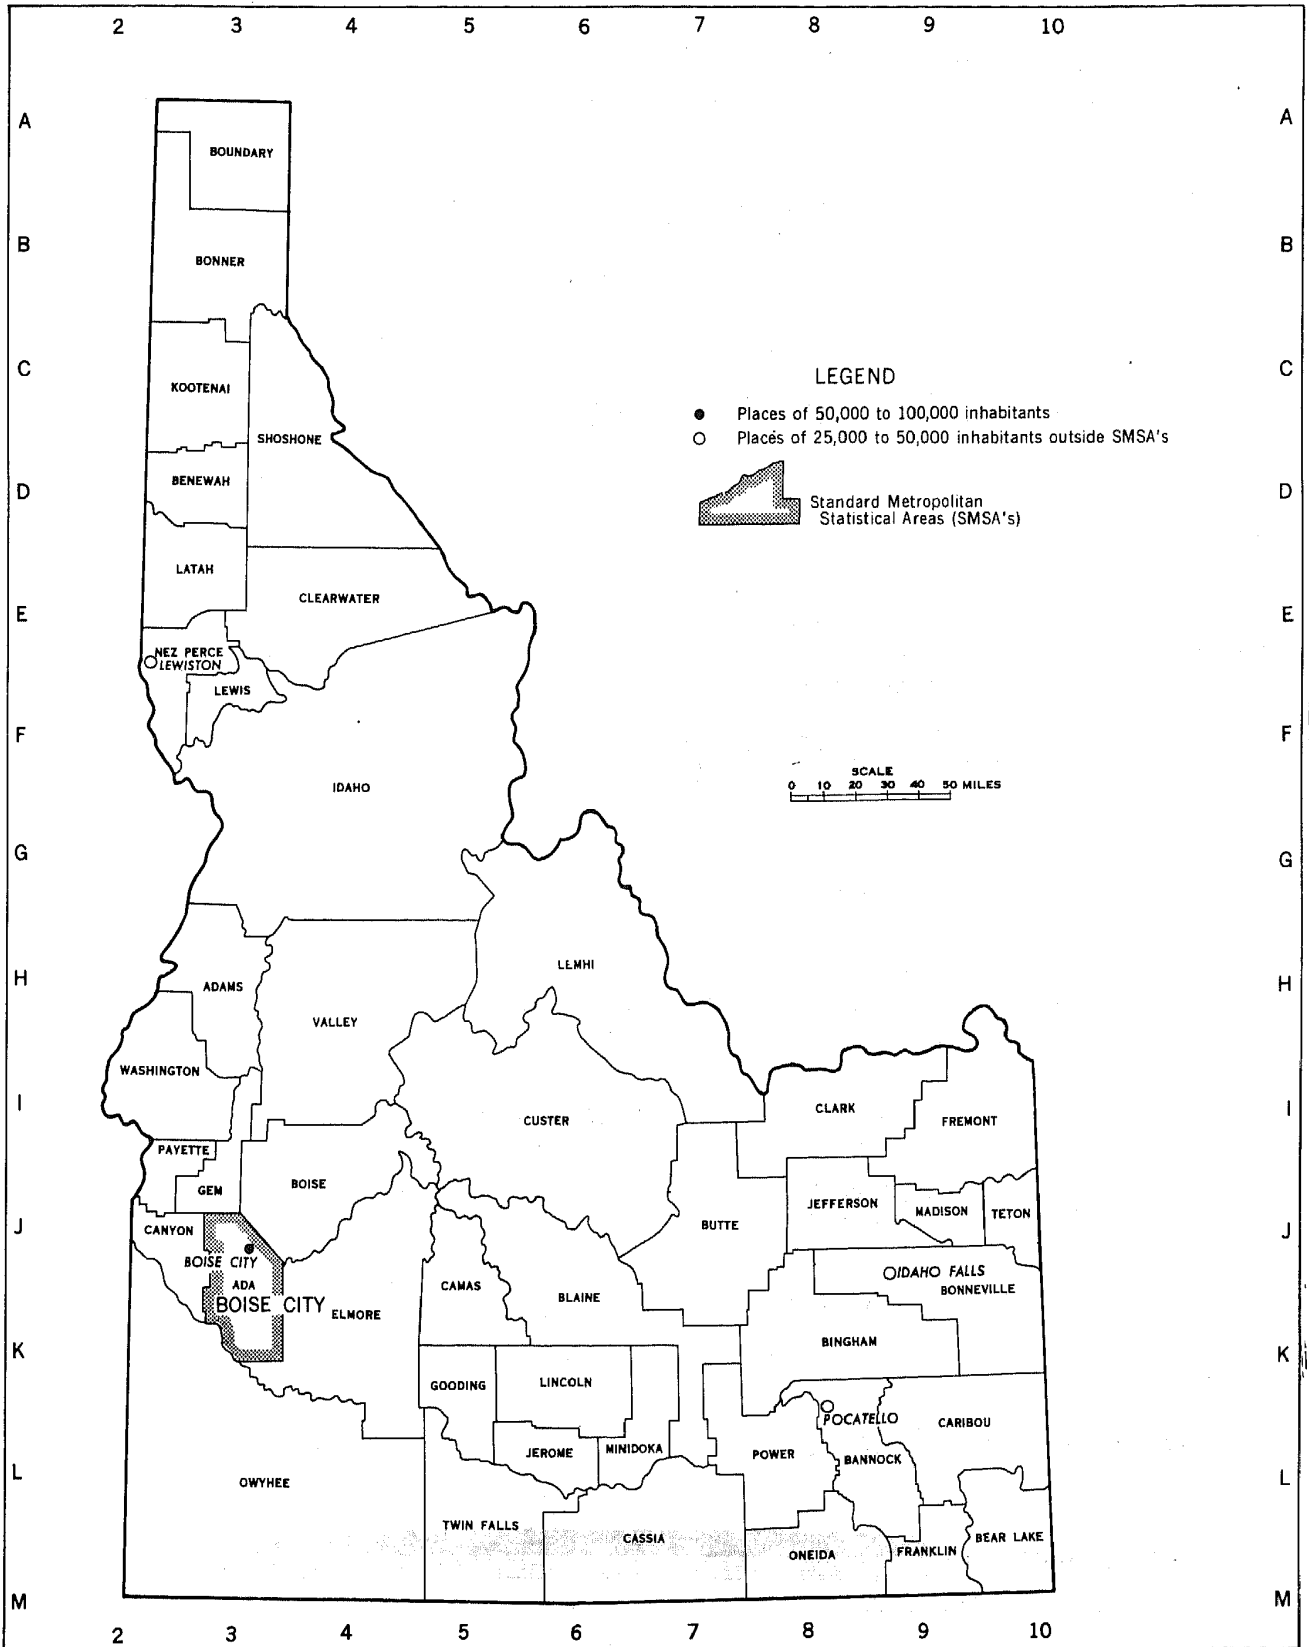 2 3 4 5 6 7 8 9 10
A A
BOUNDARY
B B
BONNER
C C
LEGEND
KOOTENAI
Places of 50,000 to 100,000 inhabitants
SHOSHONE
Places of 25,000 to 50,000 inhabitants outside SMSA's
BENEWAH
D D
Standard Metropolitan
Statistical Areas (SMSA's)
LATAH
CLEARWATER
E E
NEZ PERCE
LEWISTON
LEWIS
F F
SCALE
0 10 20 30 40 50 MILES
IDAHO
G G
LEMHI
H H
ADAMS
VALLEY
WASHINGTON
I I
CLARK
CUSTER
FREMONT
PAYETTE
BOISE
GEM
JEFFERSON
MADISON
TETON
BUTTE
J J
CANYON
BOISE CITY
IDAHO FALLS
ADA
CAMAS
BONNEVILLE
BLAINE
BOISE CITY
ELMORE
BINGHAM
K K
LINCOLN
GOODING
POCATELLO
CARIBOU
MINIDOKA
JEROME
POWER
BANNOCK
L L
OWYHEE
TWIN FALLS
CASSIA
BEAR LAKE
FRANKLIN
ONEIDA
M M
2 3 4 5 6 7 8 9 10